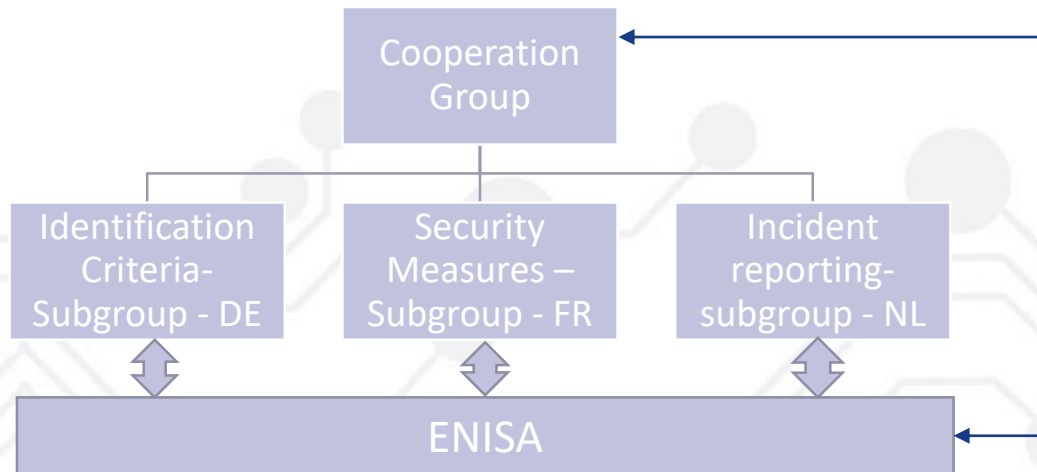 Cooperation
Group
Identification
Criteria-
Subgroup - DE
Security
Measures –
Subgroup - FR
Incident
reporting-
subgroup - NL
ENISA